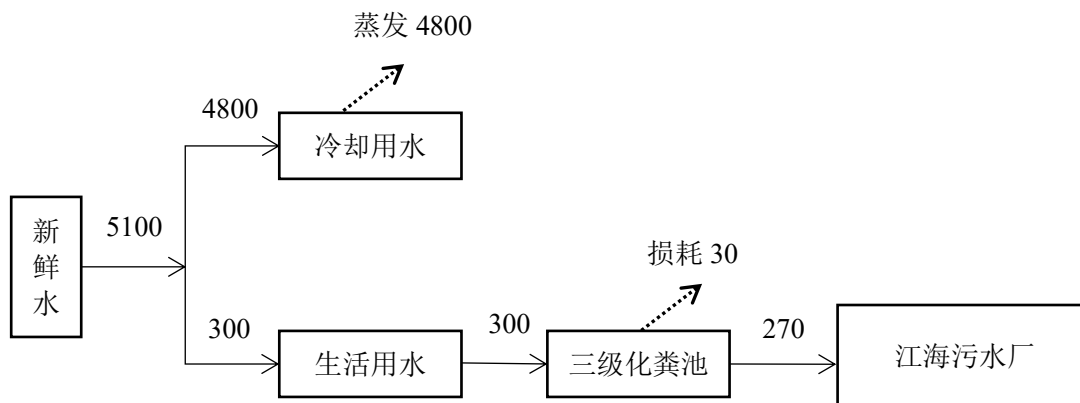 蒸发 4800
4800
冷却用水
新鲜水
5100
损耗 30
300
生活用水
300
三级化粪池
270
江海污水厂